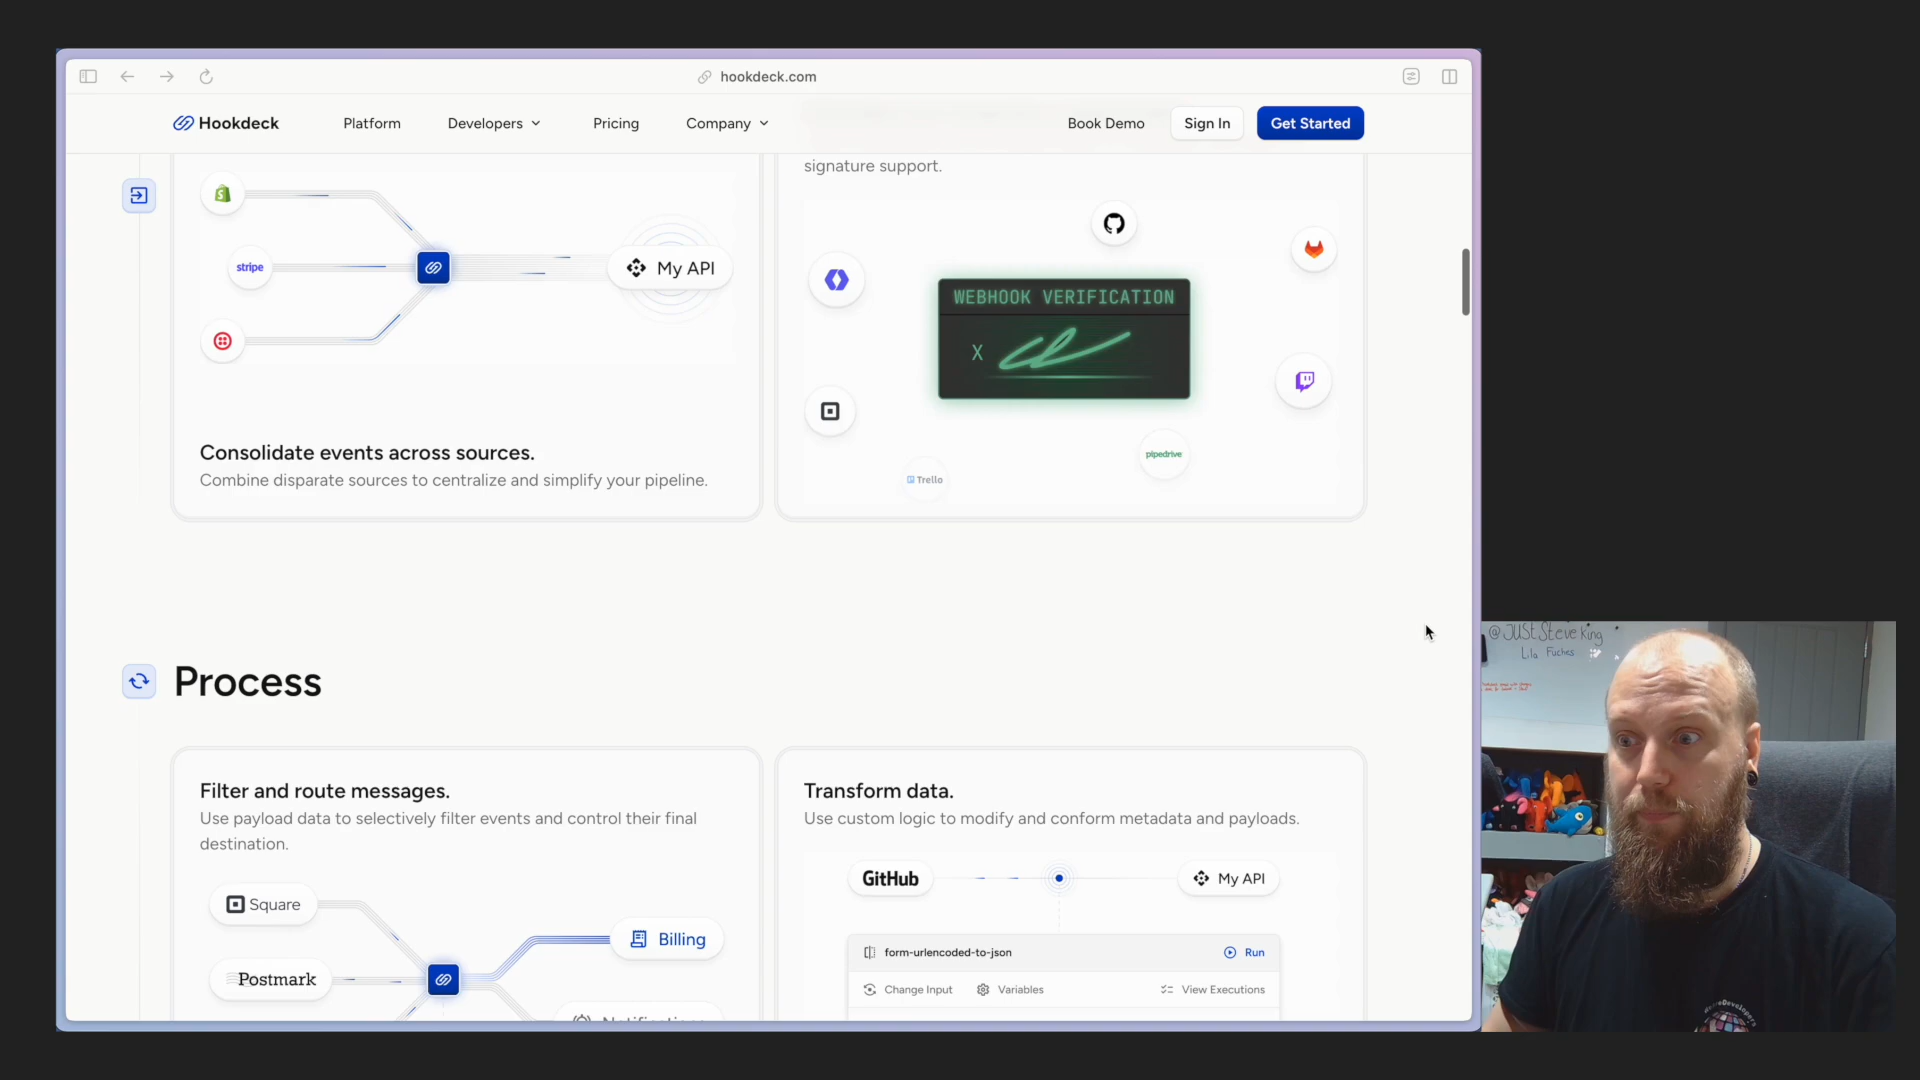 hookdeck.com
Hookdeck
Platform
Developers
Pricing
Company
Book Demo
Sign In
Get Started
signature support.
stripe
My API
WEBHOOK VERIFICATION
X
pipedrive
Trello
Consolidate events across sources.
Combine disparate sources to centralize and simplify your pipeline.
@JUSTSteveking
Lila Fuches
Process
Filter and route messages.
Use payload data to selectively filter events and control their final
destination.
Transform data.
Use custom logic to modify and conform metadata and payloads.
GitHub
My API
Square
Billing
Postmark
form-urlencoded-to-json
Run
Change Input
Variables
View Executions